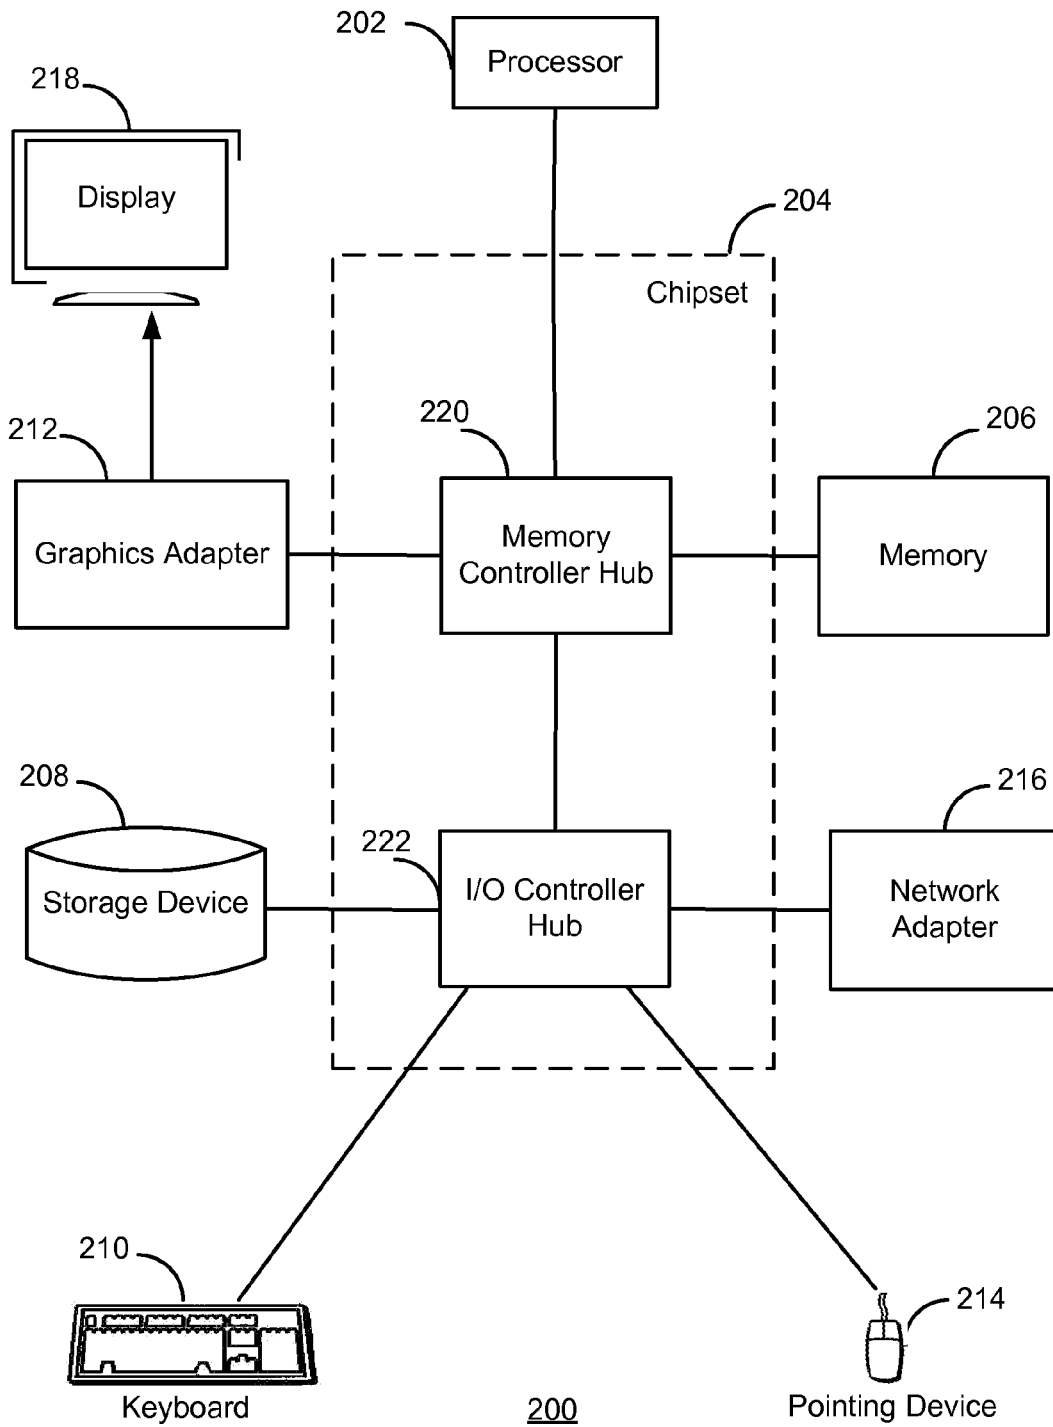 202
Processor
218
Display
204
Chipset
220
212
206
Graphics Adapter
Memory
Controller Hub
Memory
208
216
222
Storage Device
I/O Controller
Hub
Network
Adapter
210
214
Keyboard
200
Pointing Device